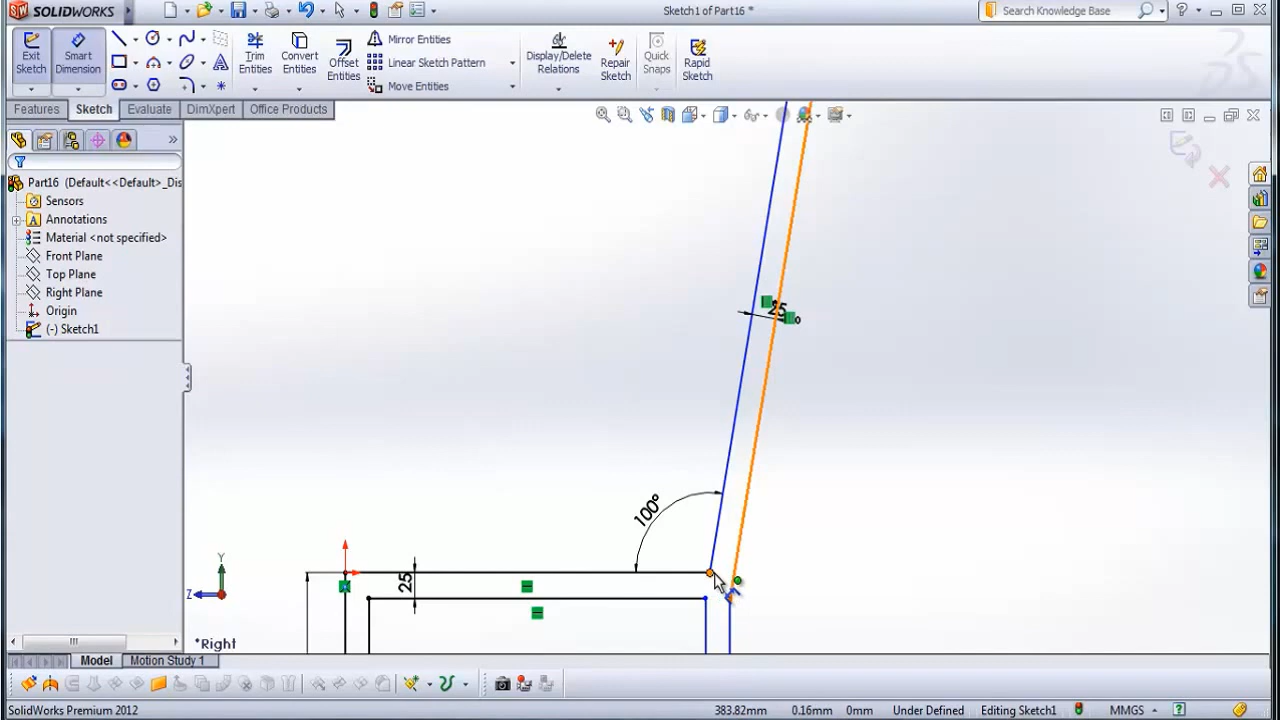 SOLIDWORKS
Sketch1 of Part16 *
Search Knowledge Base
Exit Sketch
Smart Dimension
Trim Entities
Convert Entities
Offset Entities
Mirror Entities
Linear Sketch Pattern
Move Entities
Display/Delete Relations
Repair Sketch
Quick Snaps
Rapid Sketch
Features
Sketch
Evaluate
DimXpert
Office Products
Part16 (Default<<Default>_Dis
Sensors
Annotations
Material <not specified>
Front Plane
Top Plane
Right Plane
Origin
(-) Sketch1
25
100°
25
Y
Z
*Right
Model
Motion Study 1
SolidWorks Premium 2012
383.82mm
0.16mm
0mm
Under Defined
Editing Sketch1
MMGS